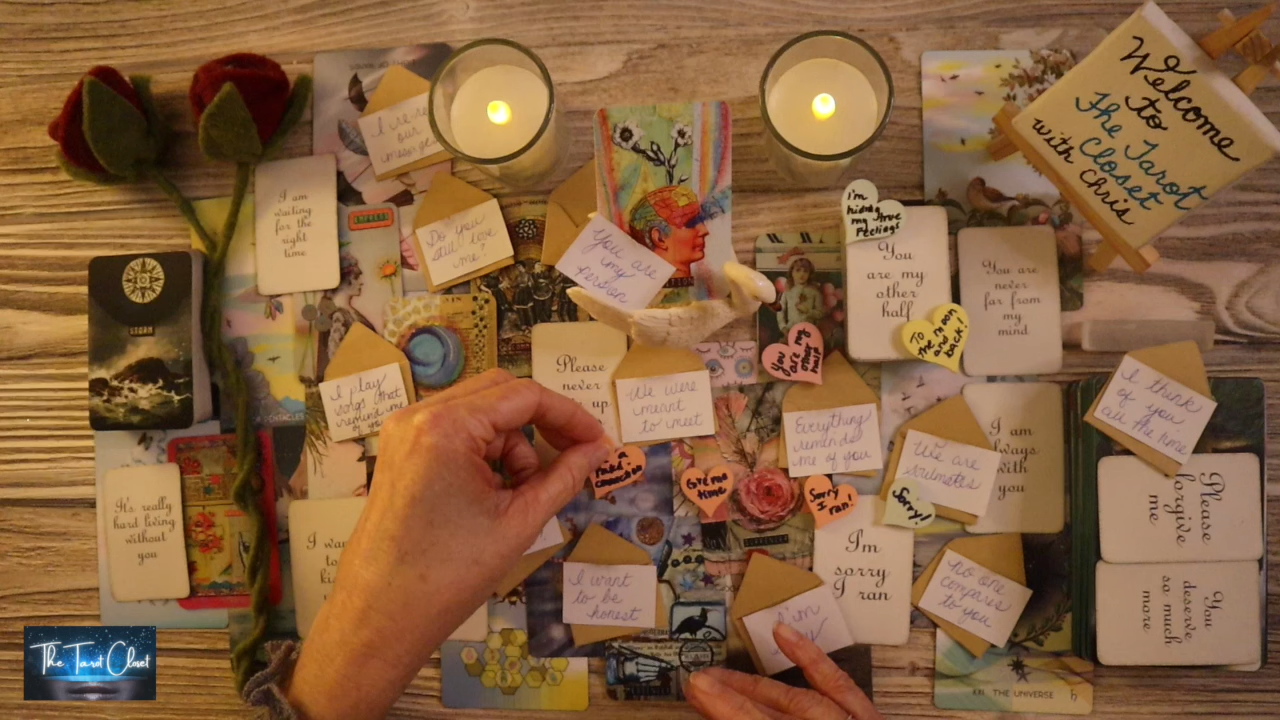 Welcome
to
The Tarot
Closet
with Chris
I am
waiting
for the
right
time
Do you
still love
me?
You are
my
person
I'm
hiding
my true
Feelings
You
are my
other
half
You are
never
far from
my
mind
To the moon
and
back!
You
are my
other
half
STORM
I play
songs that
remind me
of you
Please
never
up
We were
meant
to meet
Everything
reminds
me of you
We are
soulmates
I am
with
you
I think
of you
all the time
It's really
hard living
without
you
connection
Give me
time
Sorry
I ran!
Sorry!
I'm
sorry
I ran
Please
forgive
me
You
deserve
so much
more
I want
to be
honest
I'm
No one
compares
to you
SURRENDER
PENTACLES
XXI THE UNIVERSE
The Tarot Closet